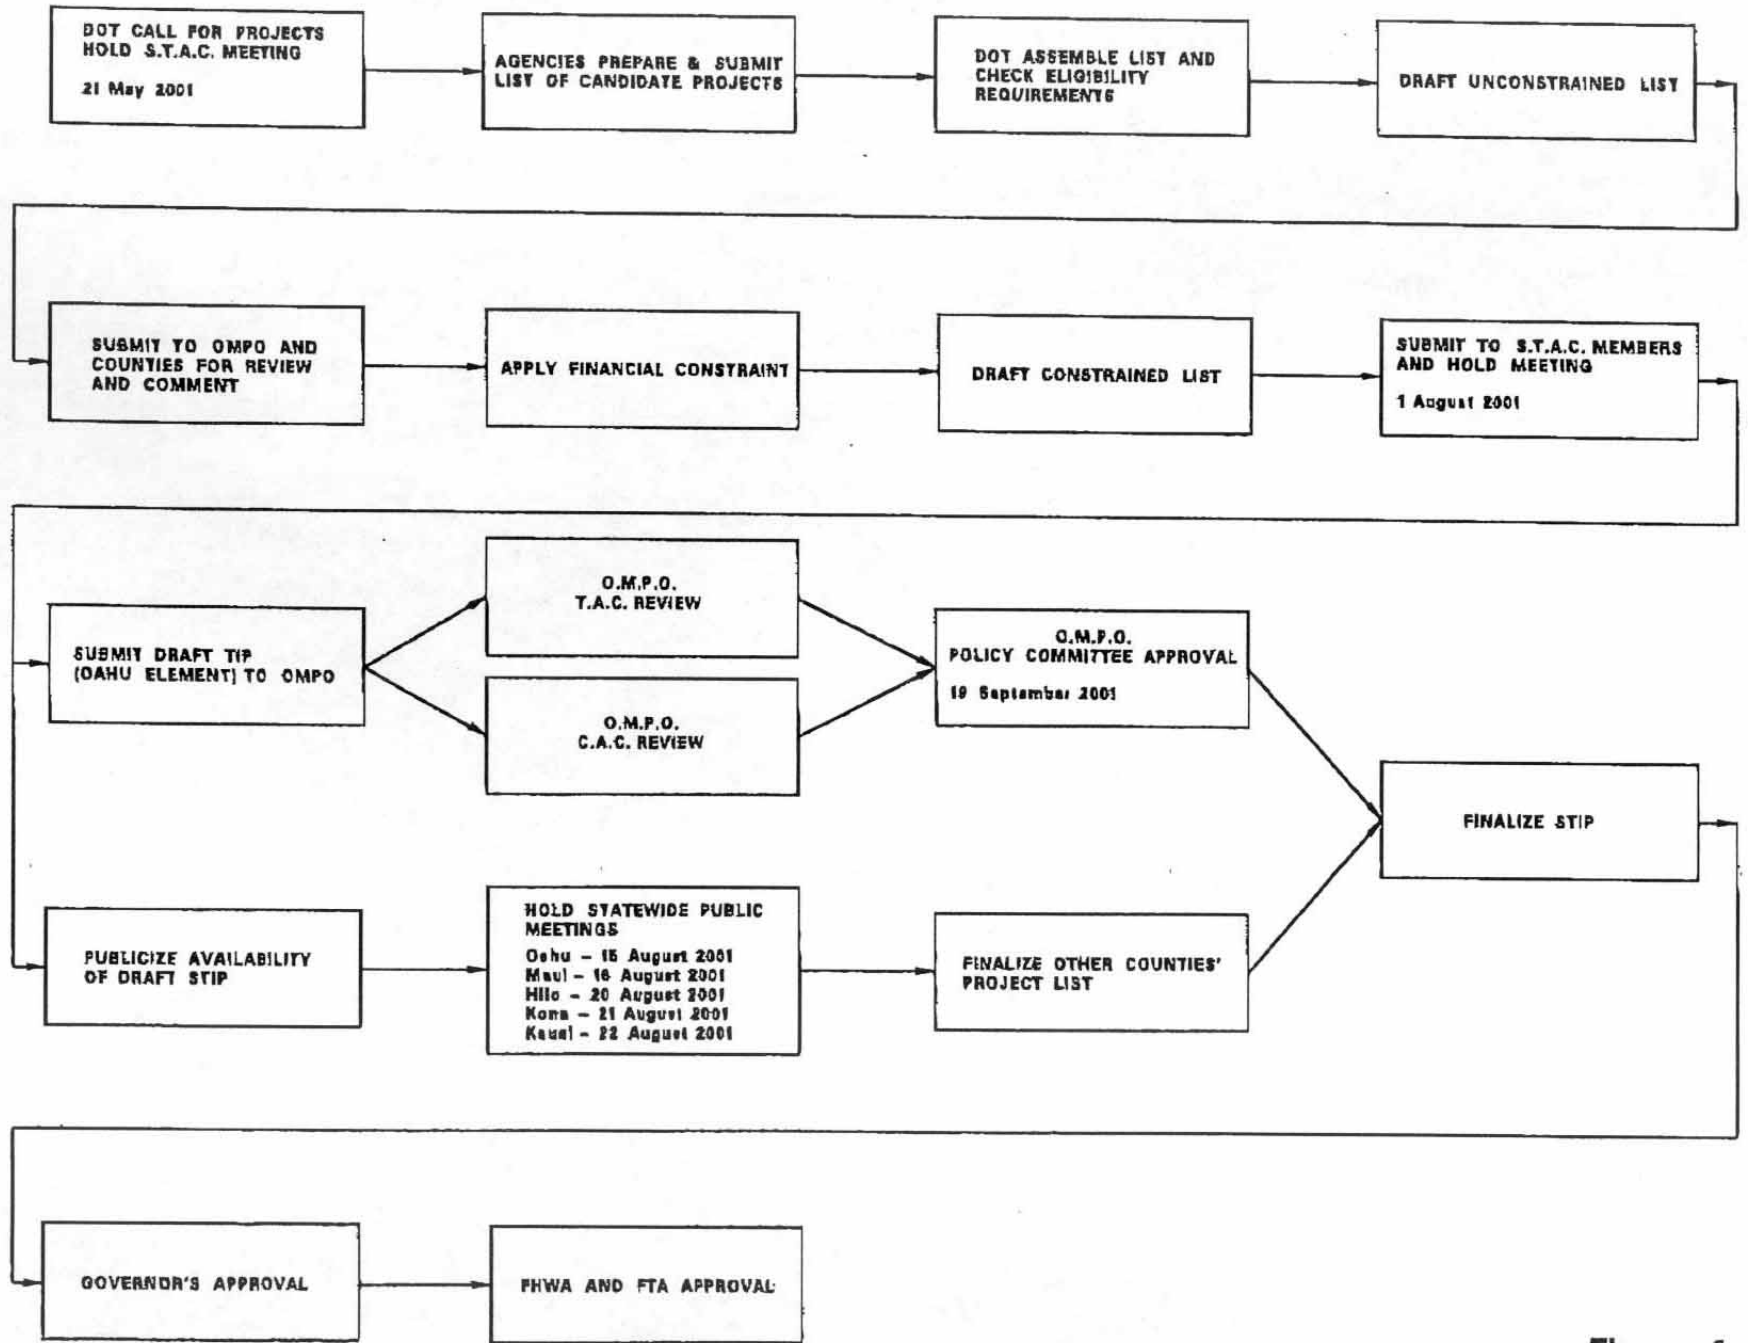 DOT CALL FOR PROJECTS
HOLD S.T.A.C. MEETING
21 May 2001
AGENCIES PREPARE & SUBMIT
LIST OF CANDIDATE PROJECTS
DOT ASSEMBLE LIST AND
CHECK ELIGIBILITY
REQUIREMENTS
DRAFT UNCONSTRAINED LIST
SUBMIT TO OMPO AND
COUNTIES FOR REVIEW
AND COMMENT
APPLY FINANCIAL CONSTRAINT
DRAFT CONSTRAINED LIST
SUBMIT TO S.T.A.C. MEMBERS
AND HOLD MEETING
1 August 2001
SUBMIT DRAFT TIP
(OAHU ELEMENT) TO OMPO
O.M.P.O.
T.A.C. REVIEW
O.M.P.O.
C.A.C. REVIEW
O.M.P.O.
POLICY COMMITTEE APPROVAL
19 September 2001
FINALIZE STIP
PUBLICIZE AVAILABILITY
OF DRAFT STIP
HOLD STATEWIDE PUBLIC
MEETINGS
Oahu – 15 August 2001
Maui – 16 August 2001
Hilo – 20 August 2001
Kona – 21 August 2001
Kauai – 22 August 2001
FINALIZE OTHER COUNTIES'
PROJECT LIST
GOVERNOR'S APPROVAL
FHWA AND FTA APPROVAL